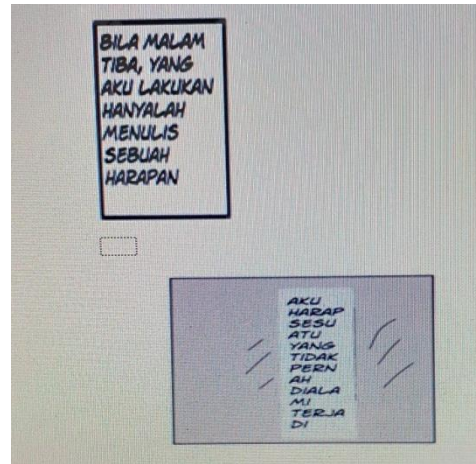 BILA MALAM
TIBA, YANG
AKU LAKUKAN
HANYALAH
MENULIS
SEBUAH
HARAPAN
AKU
HARAP
SESU
ATU
YANG
TIDAK
PERN
AH
DIALA
MI
TERJA
DI